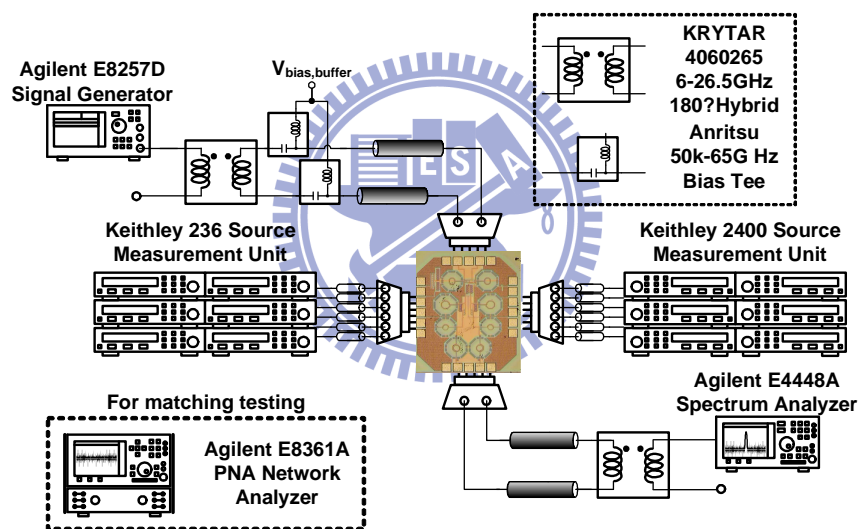 Agilent E8257D
Signal Generator
Vbias,buffer
KRYTAR
4060265
6-26.5GHz
180?Hybrid
Anritsu
50k-65G Hz
Bias Tee
E S A
Keithley 236 Source
Measurement Unit
Keithley 2400 Source
Measurement Unit
For matching testing
Agilent E8361A
PNA Network
Analyzer
Agilent E4448A
Spectrum Analyzer